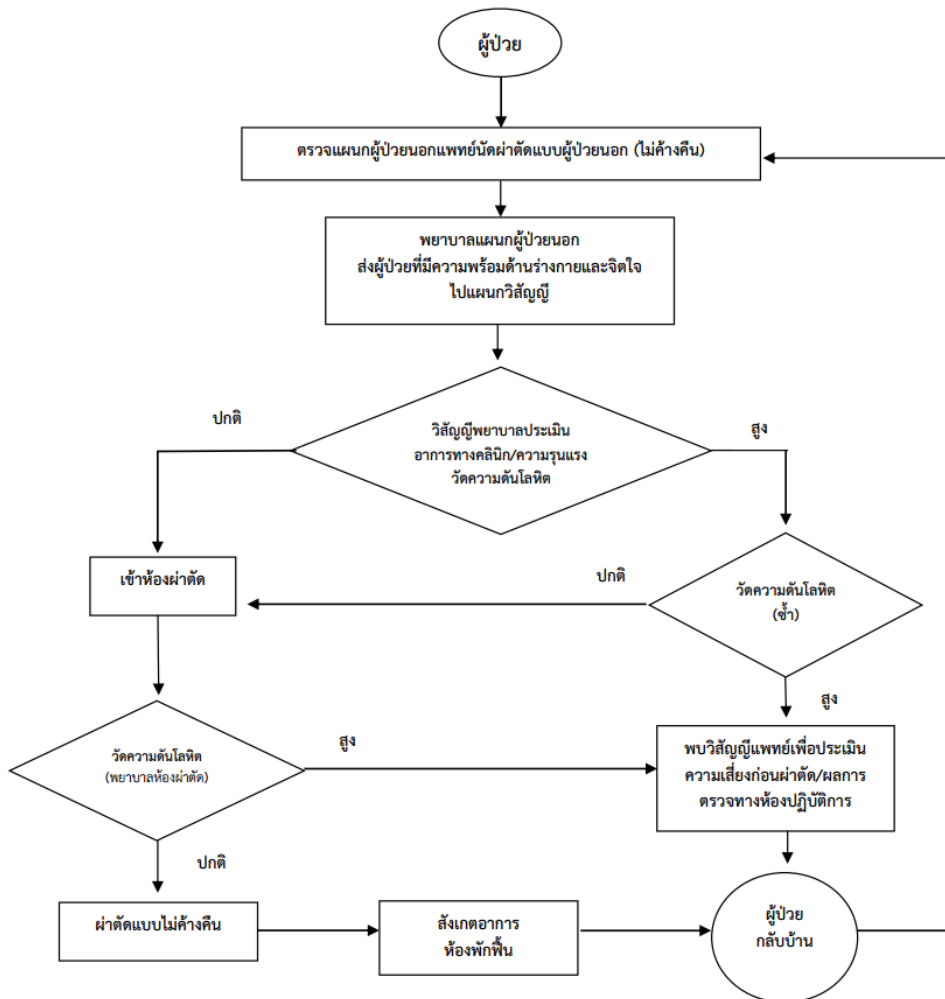 ผู้ป่วย
ตรวจแผนกผู้ป่วยนอกแพทย์นัดผ่าตัดแบบผู้ป่วยนอก (ไม่ค้างคืน)
พยาบาลแผนกผู้ป่วยนอก
ส่งผู้ป่วยที่มีความพร้อมด้านร่างกายและจิตใจ
ไปแผนกวิสัญญี
ปกติ
วิสัญญีพยาบาลประเมิน
อาการทางคลินิก/ความรุนแรง
วัดความดันโลหิต
สูง
เข้าห้องผ่าตัด
ปกติ
วัดความดันโลหิต
(ซ้ำ)
สูง
วัดความดันโลหิต
(พยาบาลห้องผ่าตัด)
สูง
พบวิสัญญีแพทย์เพื่อประเมิน
ความเสี่ยงก่อนผ่าตัด/ผลการ
ตรวจทางห้องปฏิบัติการ
ปกติ
ผ่าตัดแบบไม่ค้างคืน
สังเกตอาการ
ห้องพักฟื้น
ผู้ป่วย
กลับบ้าน